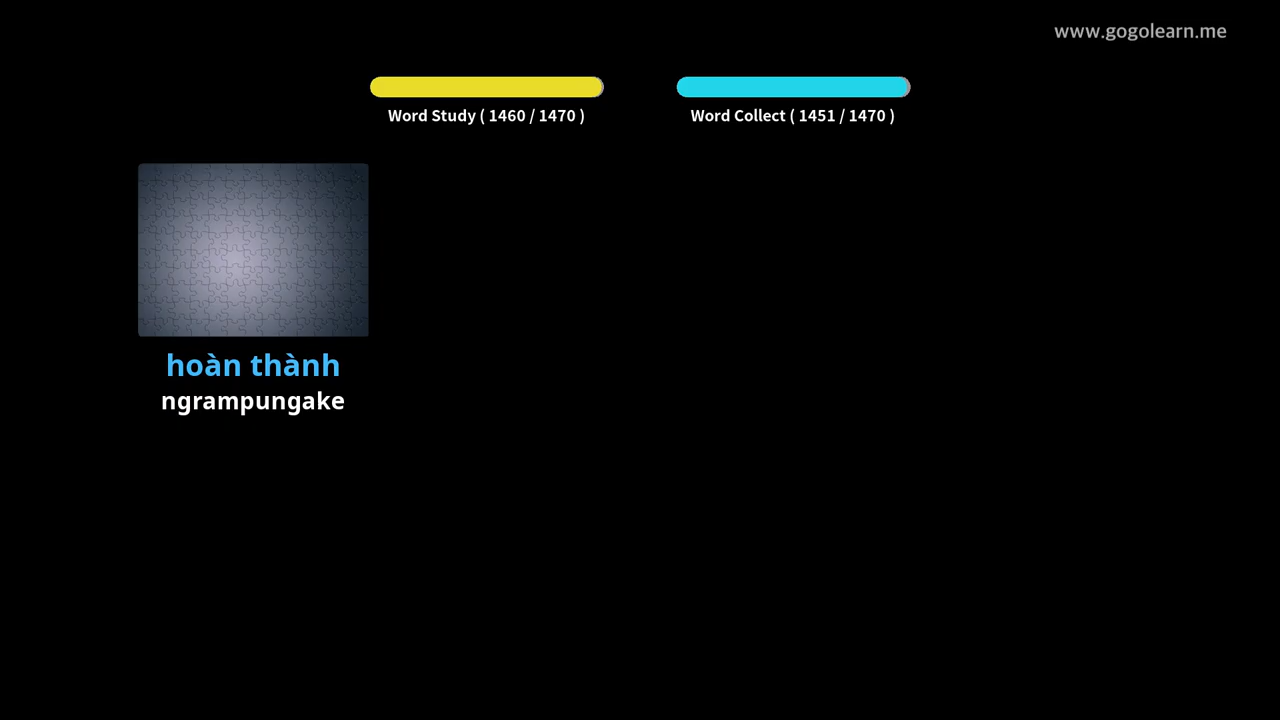 www.gogolearn.me
Word Study ( 1460 / 1470 )
Word Collect ( 1451 / 1470 )
hoàn thành
ngrampungake